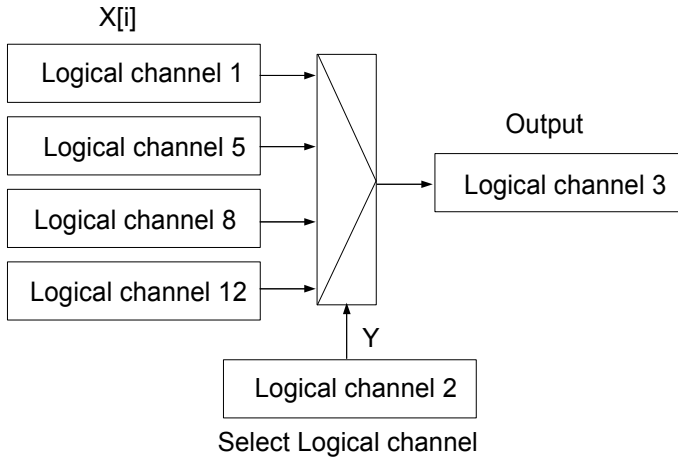 X[i]
Logical channel 1
Logical channel 5
Logical channel 8
Logical channel 12
Output
Logical channel 3
Y
Logical channel 2
Select Logical channel